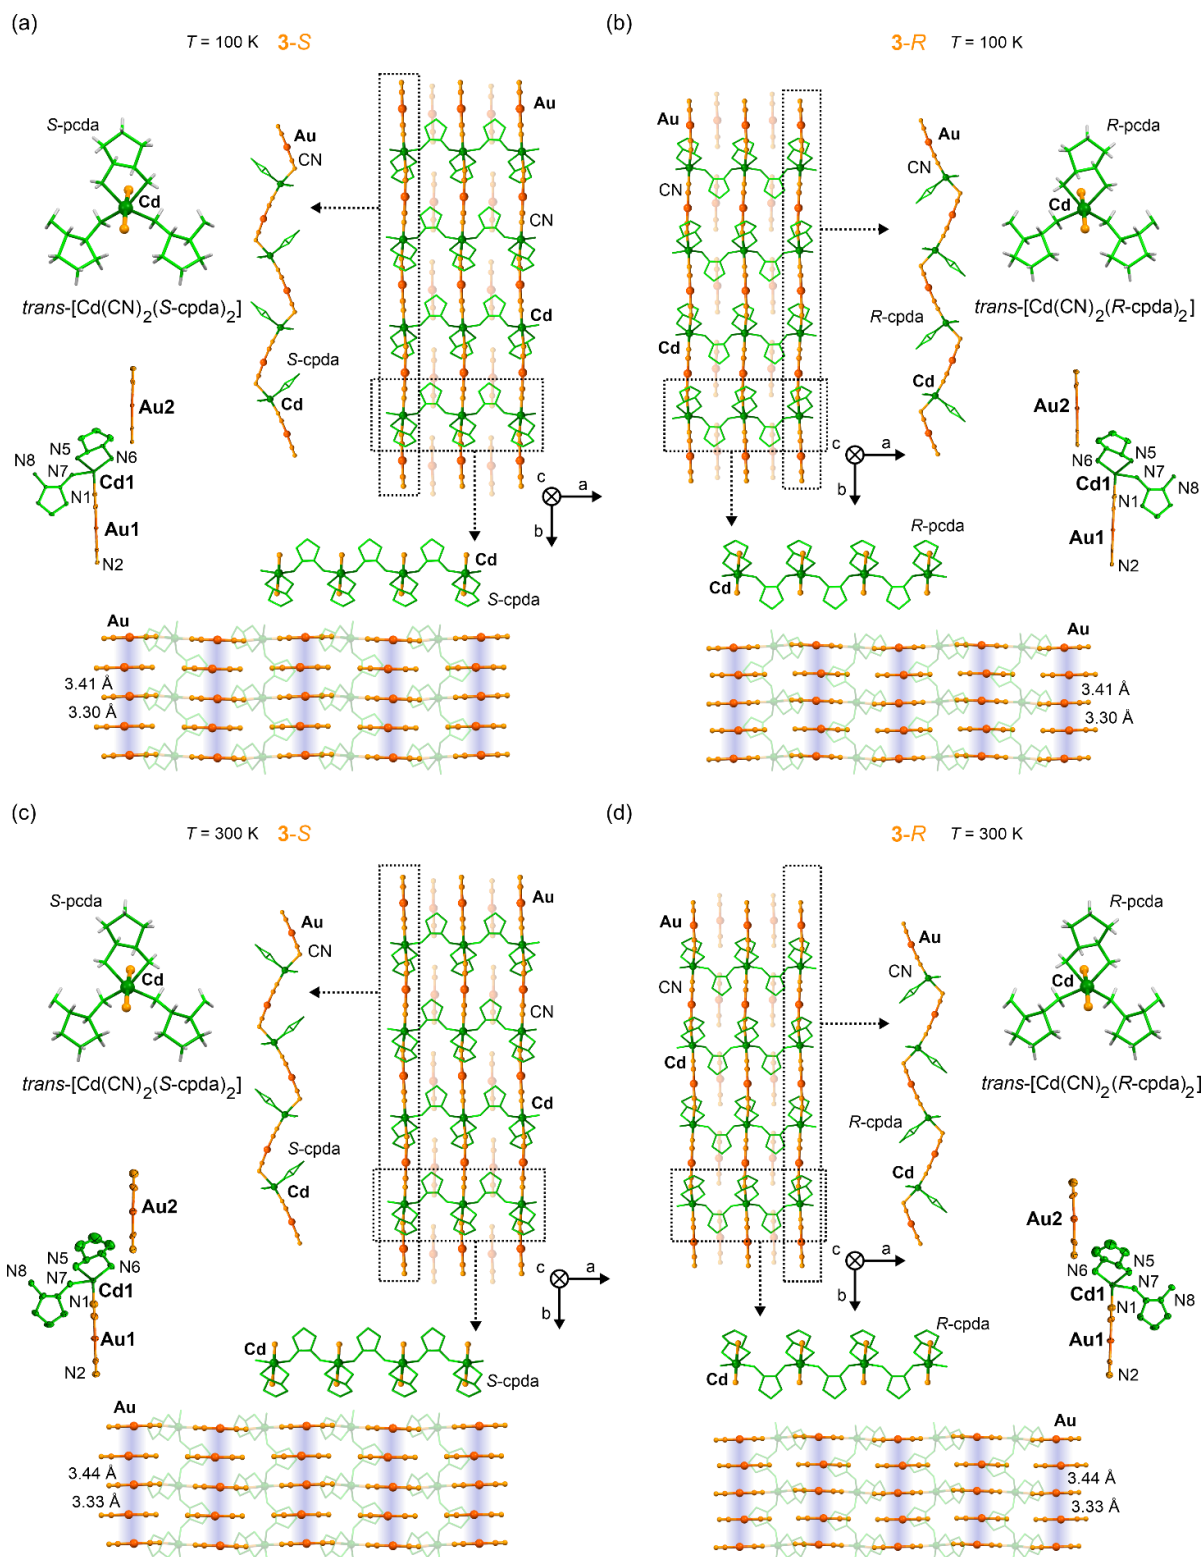 (a)
T = 100 K 3-S
S-pcda
Cd
trans-[Cd(CN)2(S-cpda)2]
Au
CN
S-cpda
Cd
Au
CN
Cd
Au2
N5
N8
N7
N6
Cd1
N1
Au1
N2
c
a
b
Cd
S-cpda
Au
3.41 Å
3.30 Å
(b)
3-R T = 100 K
Au
CN
Cd
Au
CN
R-cpda
Cd
R-pcda
Cd
trans-[Cd(CN)2(R-cpda)2]
Au2
N5
N6
N7
Cd1
N8
N1
Au1
N2
c
a
b
R-pcda
Cd
Au
3.41 Å
3.30 Å
(c)
T = 300 K 3-S
S-pcda
Cd
trans-[Cd(CN)2(S-cpda)2]
Au
CN
S-cpda
Cd
Au
CN
Cd
Au2
N5
N8
N7
N6
Cd1
N1
Au1
N2
c
a
b
Cd
S-cpda
Au
3.44 Å
3.33 Å
(d)
3-R T = 300 K
Au
CN
Cd
Au
CN
R-cpda
Cd
R-pcda
Cd
trans-[Cd(CN)2(R-cpda)2]
Au2
N5
N6
N7
Cd1
N8
N1
Au1
N2
c
a
b
R-cpda
Cd
Au
3.44 Å
3.33 Å